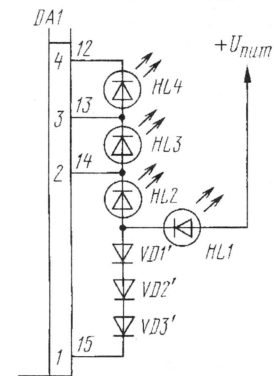 DA1
4 12
+Uпит
HL4
3 13
HL3
2 14
HL2
HL1
VD1'
VD2'
VD3'
1 15